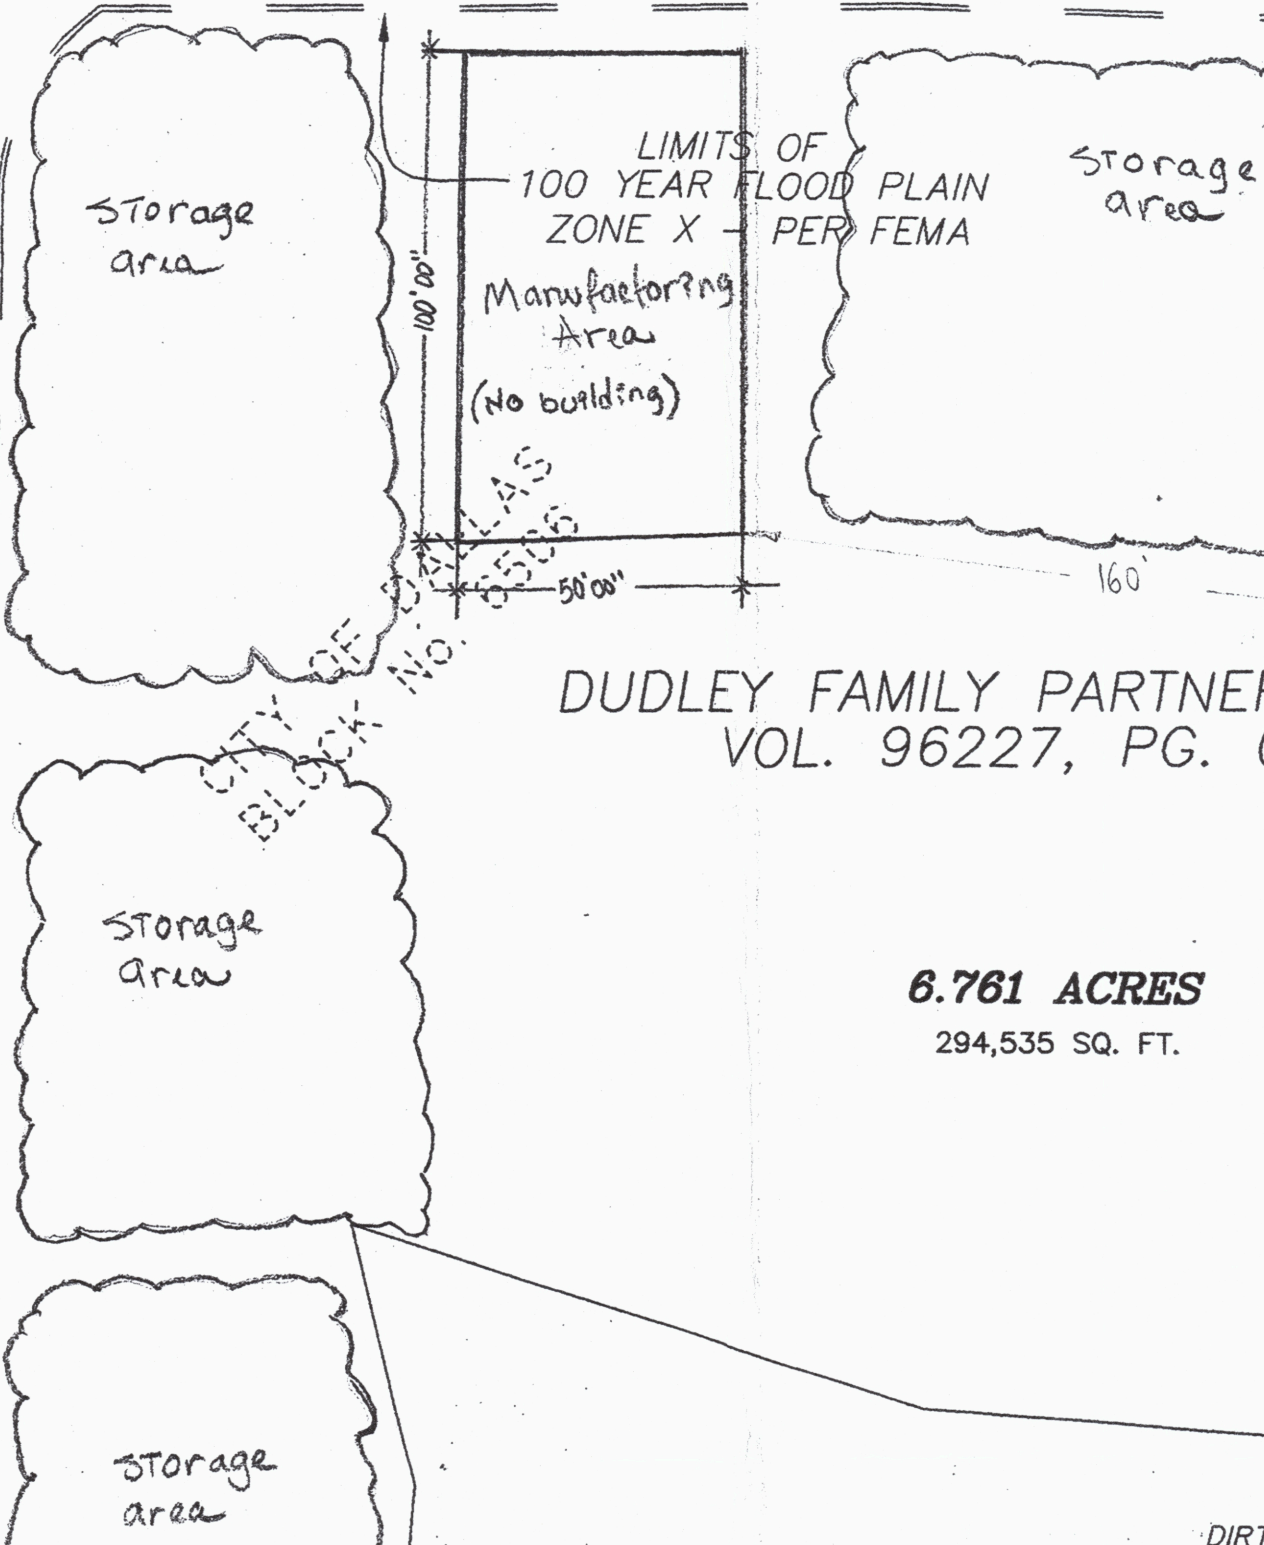 Storage
area
LIMITS OF
100 YEAR FLOOD PLAIN
ZONE X - PER FEMA
Storage
area
100'00"
Manufactoring
Area
(No building)
50'00"
160'
CITY OF DALLAS
BLOCK No.
DUDLEY FAMILY PARTNER
VOL. 96227, PG.
Storage
area
6.761 ACRES
294,535 SQ. FT.
Storage
area
DIRT